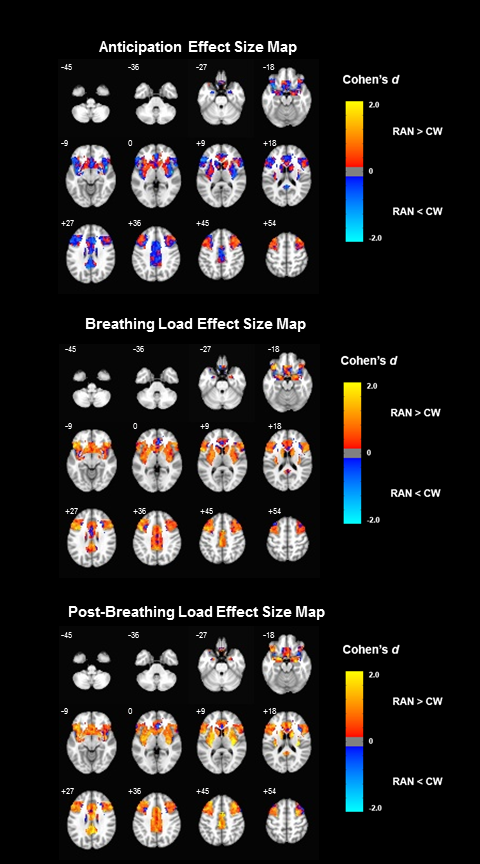 Anticipation Effect Size Map
-45 -36 -27 -18
Cohen's d
2.0
RAN > CW
-9 0 +9 +18
0
RAN < CW
-2.0
+27 +36 +45 +54
Breathing Load Effect Size Map
-45 -36 -27 -18
Cohen's d
2.0
RAN > CW
-9 0 +9 +18
0
RAN < CW
-2.0
+27 +36 +45 +54
Post-Breathing Load Effect Size Map
-45 -36 -27 -18
Cohen's d
2.0
RAN > CW
-9 0 +9 +18
0
RAN < CW
-2.0
+27 +36 +45 +54